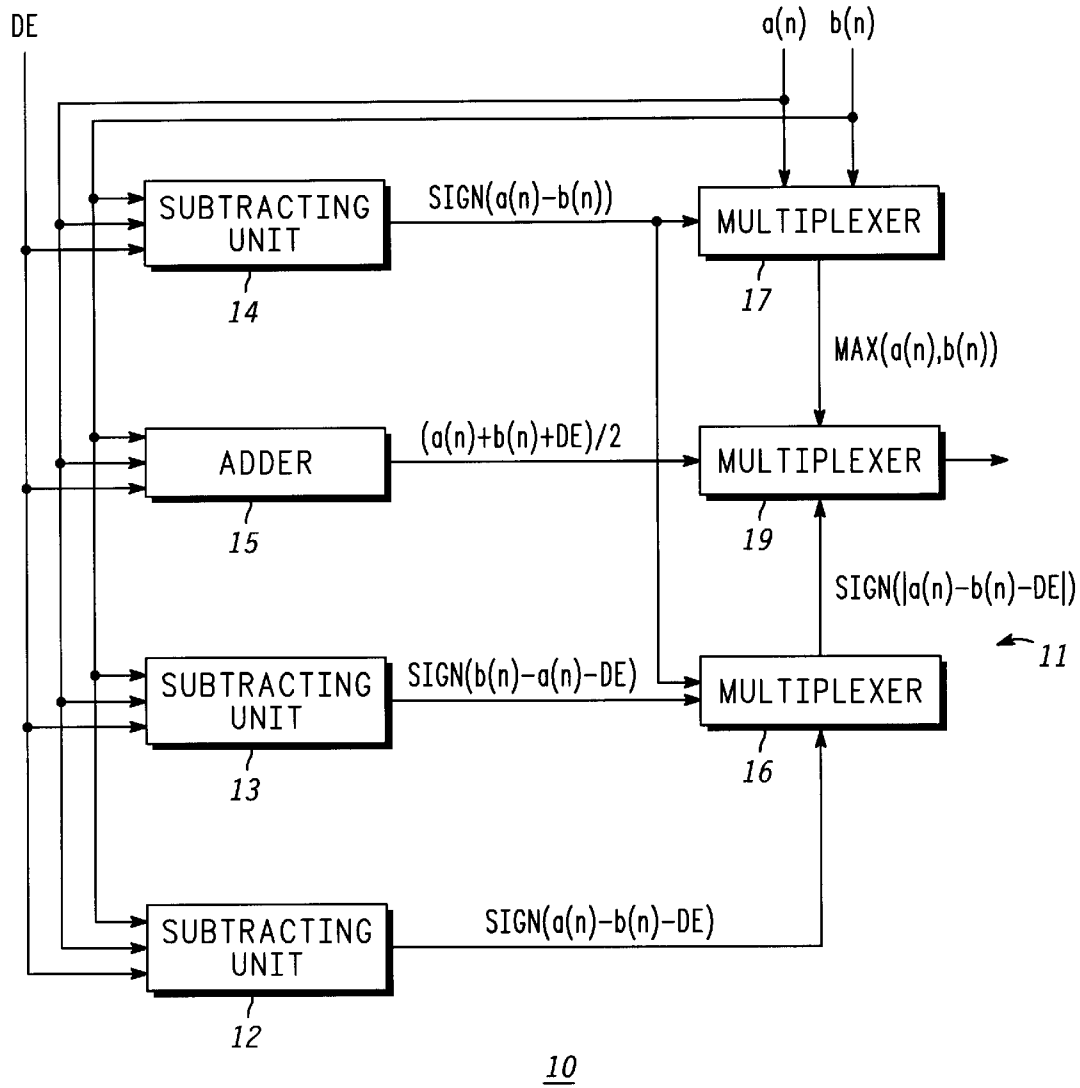 DE
a(n) b(n)
SUBTRACTING
UNIT
14
SIGN(a(n)-b(n))
MULTIPLEXER
17
MAX(a(n),b(n))
ADDER
15
(a(n)+b(n)+DE)/2
MULTIPLEXER
19
SIGN(|a(n)-b(n)-DE|)
11
SUBTRACTING
UNIT
13
SIGN(b(n)-a(n)-DE)
MULTIPLEXER
16
SUBTRACTING
UNIT
12
SIGN(a(n)-b(n)-DE)
10